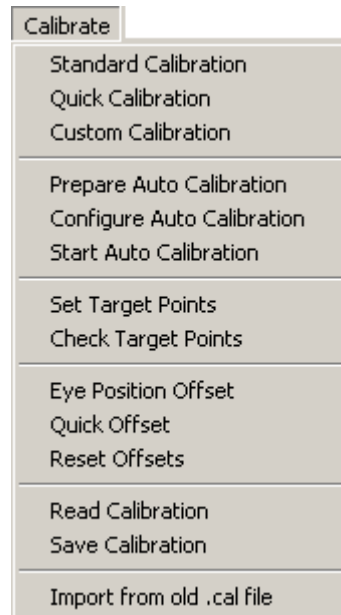 Calibrate
Standard Calibration
Quick Calibration
Custom Calibration
Prepare Auto Calibration
Configure Auto Calibration
Start Auto Calibration
Set Target Points
Check Target Points
Eye Position Offset
Quick Offset
Reset Offsets
Read Calibration
Save Calibration
Import from old .cal file